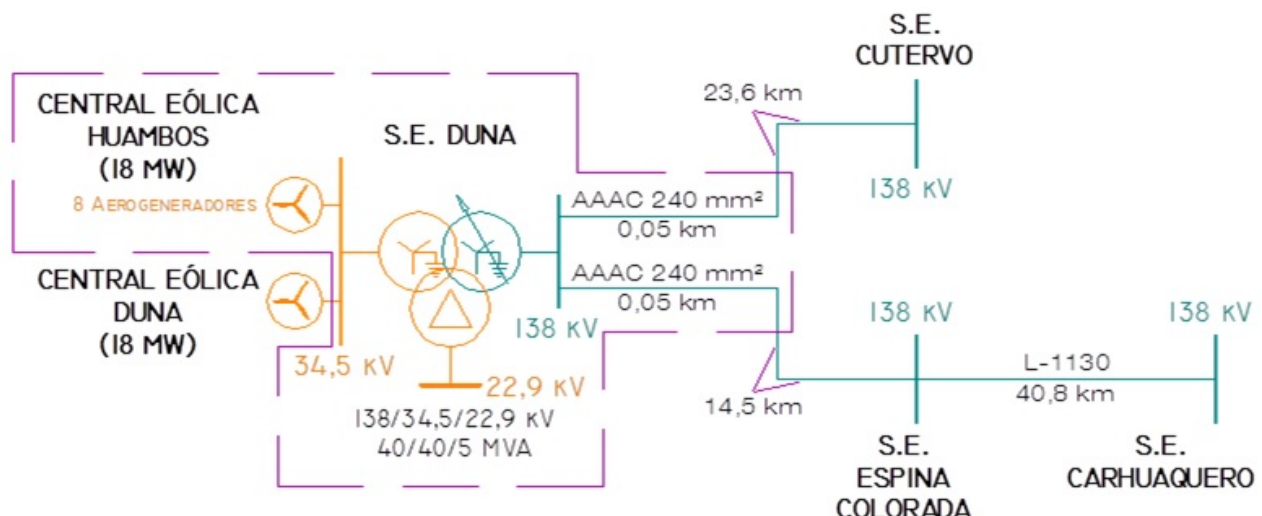 S.E.
CUTERVO
23,6 km
138 kV
CENTRAL EÓLICA
HUAMBOS
(18 MW)
8 AEROGENERADORES
S.E. DUNA
AAAC 240 mm²
0,05 km
CENTRAL EÓLICA
DUNA
(18 MW)
AAAC 240 mm²
0,05 km
138 kV
34,5 kV
22,9 kV
138/34,5/22,9 kV
40/40/5 MVA
14,5 km
138 kV
138 kV
L-1130
40,8 km
S.E.
ESPINA
COLORADA
S.E.
CARHUAQUERO